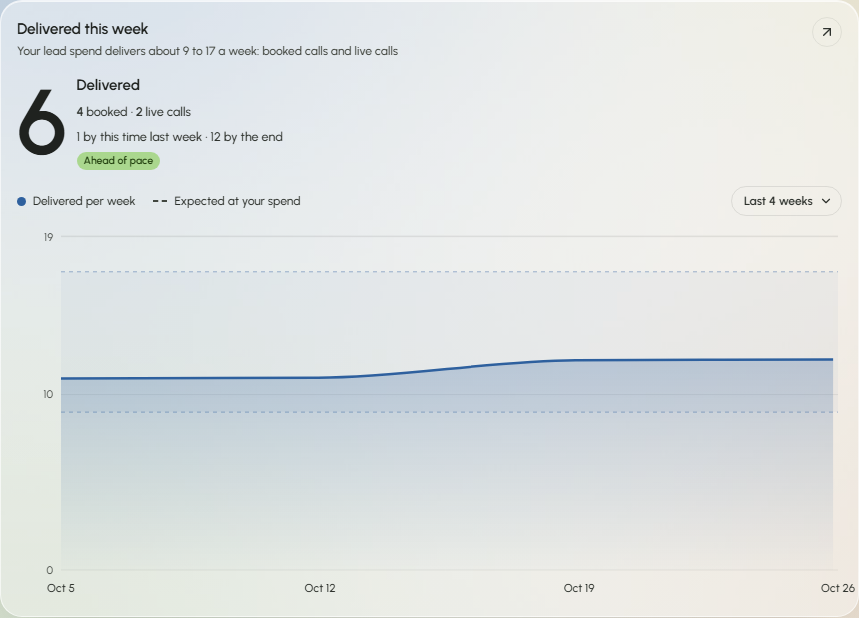 Delivered this week
Your lead spend delivers about 9 to 17 a week: booked calls and live calls
6
Delivered
4 booked · 2 live calls
1 by this time last week · 12 by the end
Ahead of pace
Delivered per week
Expected at your spend
Last 4 weeks
19
10
0
Oct 5
Oct 12
Oct 19
Oct 26